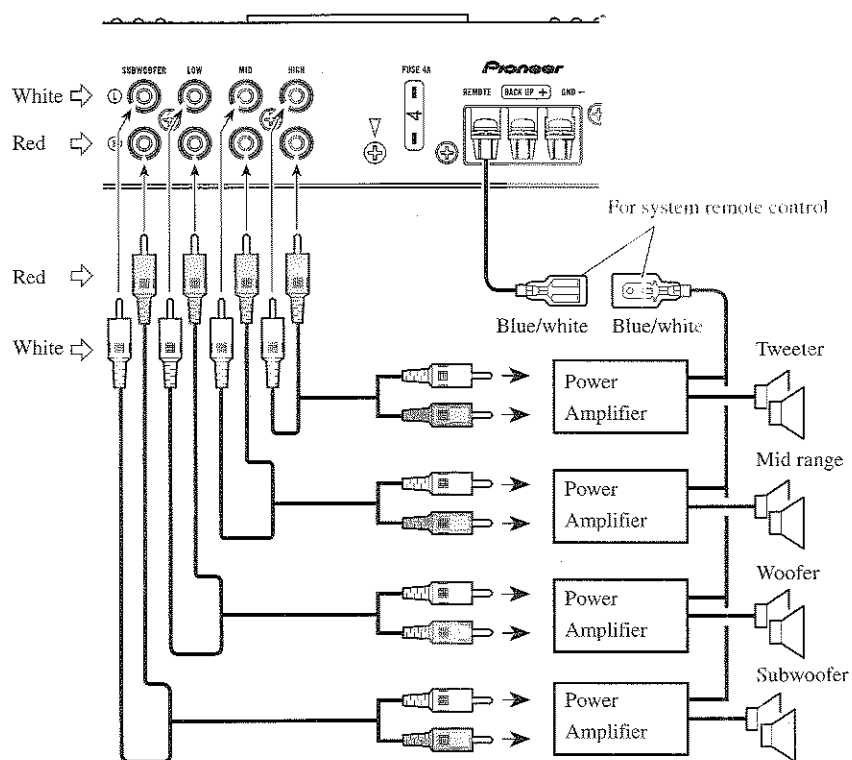 SUBWOOFER LOW MID HIGH
FUSE 4A
Pioneer
REMOTE BACK UP + GND −
White
L
Red
4
For system remote control
Red
White
Blue/white Blue/white
Tweeter
Power
Amplifier
Mid range
Power
Amplifier
Woofer
Power
Amplifier
Subwoofer
Power
Amplifier